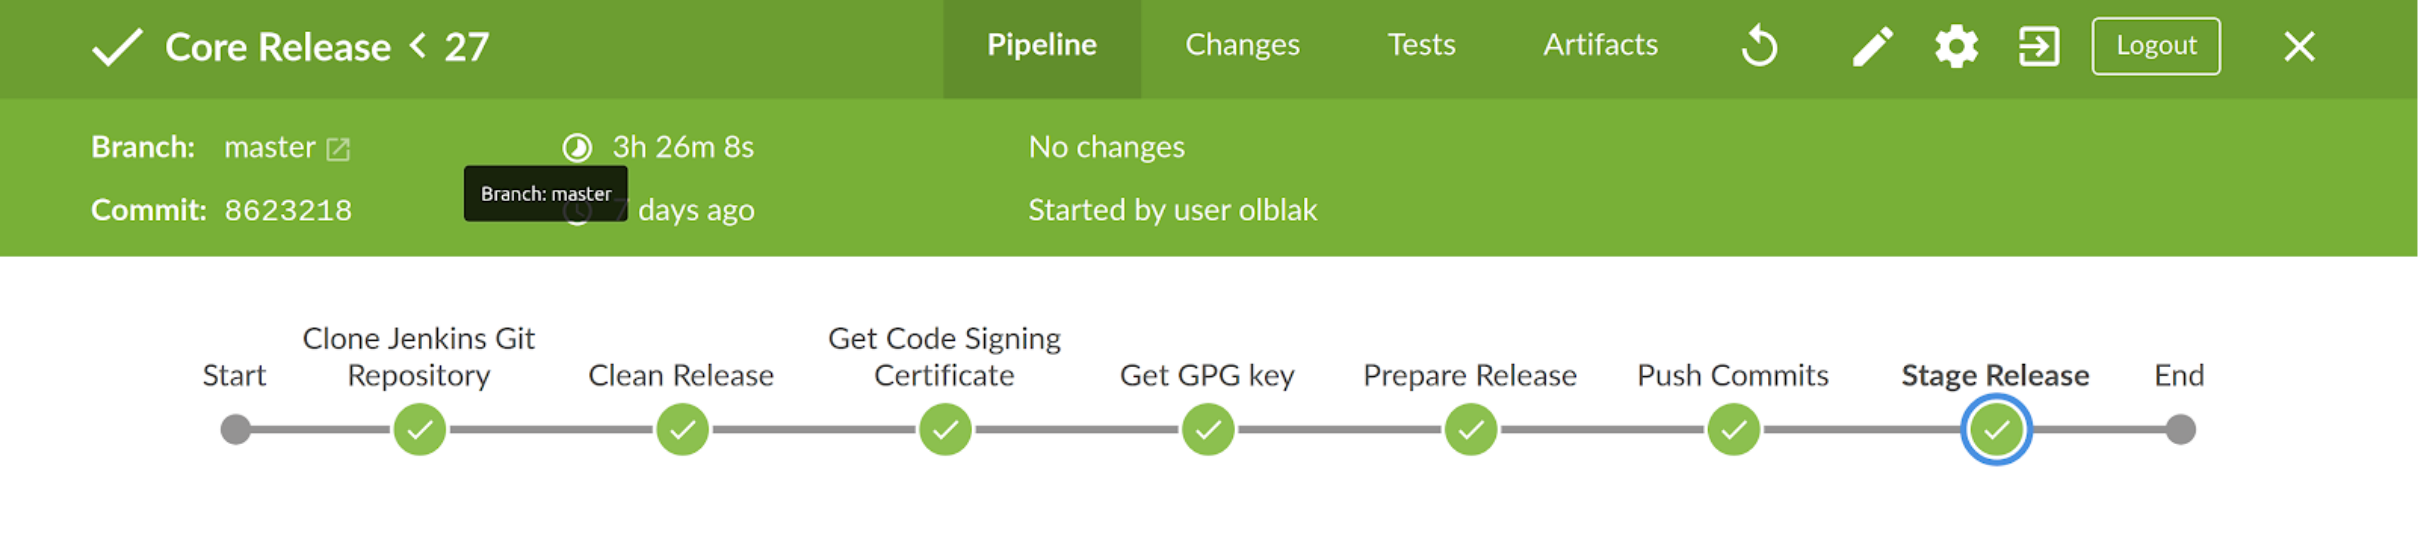 Core Release < 27
Pipeline
Changes
Tests
Artifacts
Logout
Branch: master
3h 26m 8s
No changes
Branch: master
Commit: 8623218
7 days ago
Started by user olblak
Start
Clone Jenkins Git
Repository
Clean Release
Get Code Signing
Certificate
Get GPG key
Prepare Release
Push Commits
Stage Release
End